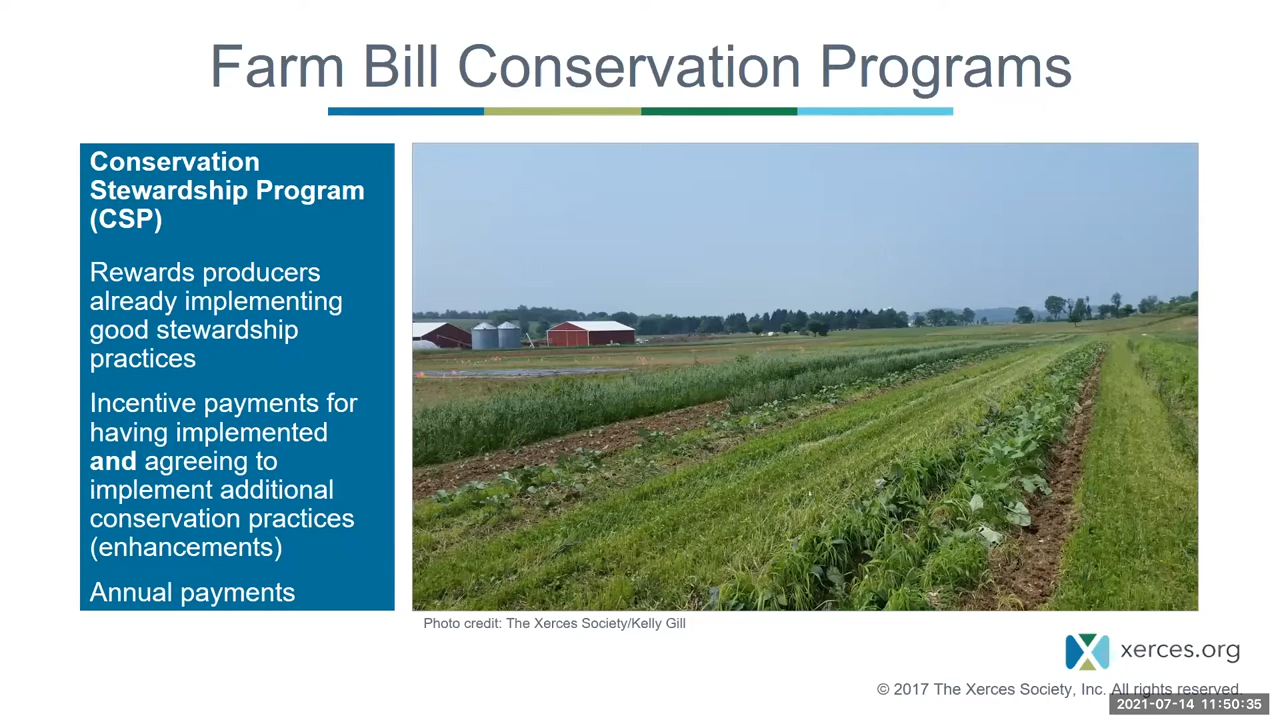 Farm Bill Conservation Programs
Conservation
Stewardship Program
(CSP)
Rewards producers
already implementing
good stewardship
practices
Incentive payments for
having implemented
and agreeing to
implement additional
conservation practices
(enhancements)
Annual payments
Photo credit: The Xerces Society/Kelly Gill
xerces.org
© 2017 The Xerces Society, Inc. All rights reserved.
2021-07-14 11:50:35